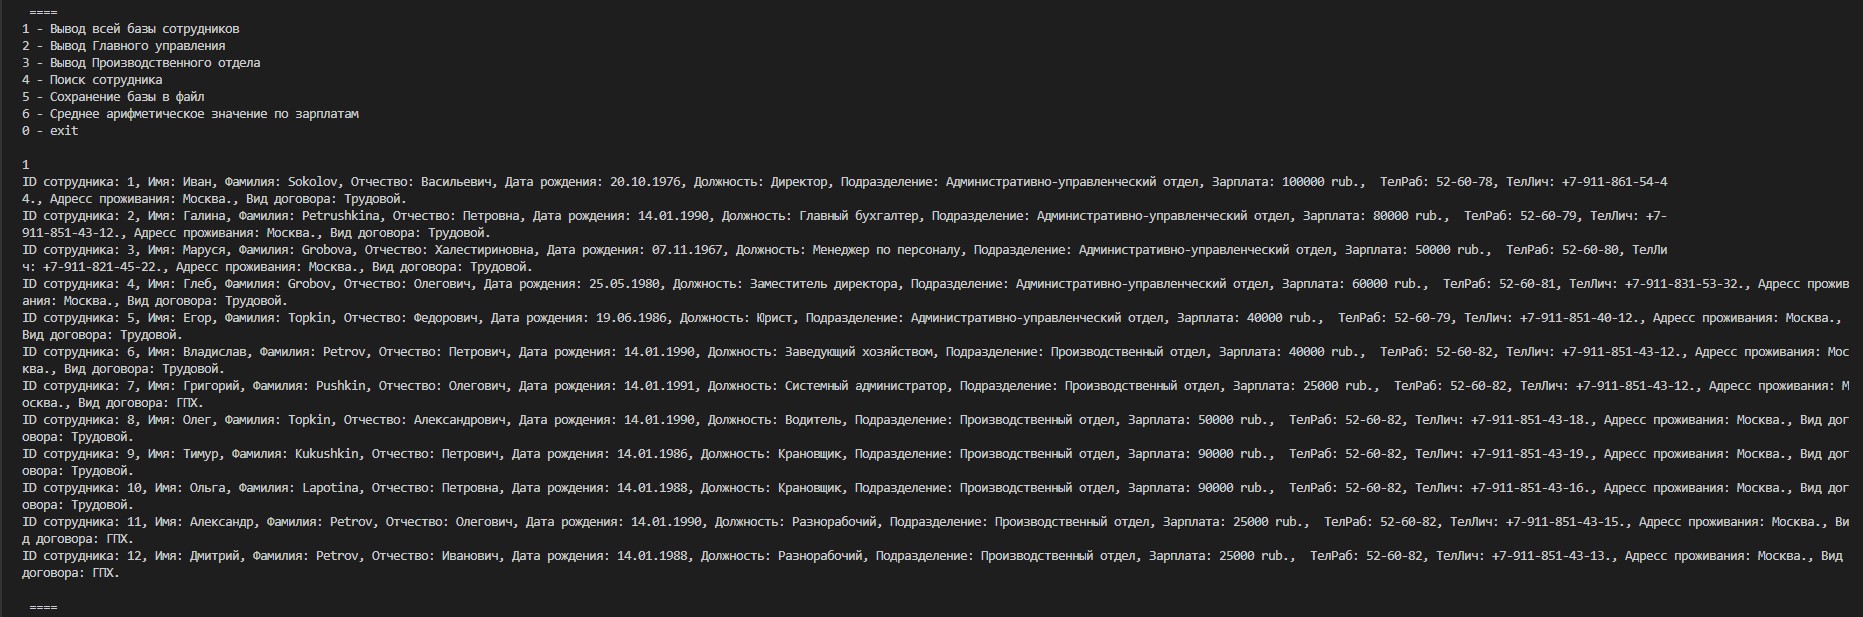 ====
1 - Вывод всей базы сотрудников
2 - Вывод Главного управления
3 - Вывод Производственного отдела
4 - Поиск сотрудника
5 - Сохранение базы в файл
6 - Среднее арифметическое значение по зарплатам
0 - exit
1
ID сотрудника: 1, Имя: Иван, Фамилия: Sokolov, Отчество: Васильевич, Дата рождения: 20.10.1976, Должность: Директор, Подразделение: Административно-управленческий отдел, Зарплата: 100000 rub.,  ТелРаб: 52-60-78, ТелЛич: +7-911-861-54-4
4., Адресс проживания: Москва., Вид договора: Трудовой.
ID сотрудника: 2, Имя: Галина, Фамилия: Petrushkina, Отчество: Петровна, Дата рождения: 14.01.1990, Должность: Главный бухгалтер, Подразделение: Административно-управленческий отдел, Зарплата: 80000 rub.,  ТелРаб: 52-60-79, ТелЛич: +7-
911-851-43-12., Адресс проживания: Москва., Вид договора: Трудовой.
ID сотрудника: 3, Имя: Маруся, Фамилия: Grobova, Отчество: Халестириновна, Дата рождения: 07.11.1967, Должность: Менеджер по персоналу, Подразделение: Административно-управленческий отдел, Зарплата: 50000 rub.,  ТелРаб: 52-60-80, ТелЛи
ч: +7-911-821-45-22., Адресс проживания: Москва., Вид договора: Трудовой.
ID сотрудника: 4, Имя: Глеб, Фамилия: Grobov, Отчество: Олегович, Дата рождения: 25.05.1980, Должность: Заместитель директора, Подразделение: Административно-управленческий отдел, Зарплата: 60000 rub.,  ТелРаб: 52-60-81, ТелЛич: +7-911-831-53-32., Адресс прожив
ания: Москва., Вид договора: Трудовой.
ID сотрудника: 5, Имя: Егор, Фамилия: Topkin, Отчество: Федорович, Дата рождения: 19.06.1986, Должность: Юрист, Подразделение: Административно-управленческий отдел, Зарплата: 40000 rub.,  ТелРаб: 52-60-79, ТелЛич: +7-911-851-40-12., Адресс проживания: Москва.,
Вид договора: Трудовой.
ID сотрудника: 6, Имя: Владислав, Фамилия: Petrov, Отчество: Петрович, Дата рождения: 14.01.1990, Должность: Заведующий хозяйством, Подразделение: Производственный отдел, Зарплата: 40000 rub.,  ТелРаб: 52-60-82, ТелЛич: +7-911-851-43-12., Адресс проживания: Мос
ква., Вид договора: Трудовой.
ID сотрудника: 7, Имя: Григорий, Фамилия: Pushkin, Отчество: Олегович, Дата рождения: 14.01.1991, Должность: Системный администратор, Подразделение: Производственный отдел, Зарплата: 25000 rub.,  ТелРаб: 52-60-82, ТелЛич: +7-911-851-43-12., Адресс проживания: М
осква., Вид договора: ГПХ.
ID сотрудника: 8, Имя: Олег, Фамилия: Topkin, Отчество: Александрович, Дата рождения: 14.01.1990, Должность: Водитель, Подразделение: Производственный отдел, Зарплата: 50000 rub.,  ТелРаб: 52-60-82, ТелЛич: +7-911-851-43-18., Адресс проживания: Москва., Вид дог
овора: Трудовой.
ID сотрудника: 9, Имя: Тимур, Фамилия: Kukushkin, Отчество: Петрович, Дата рождения: 14.01.1986, Должность: Крановщик, Подразделение: Производственный отдел, Зарплата: 90000 rub.,  ТелРаб: 52-60-82, ТелЛич: +7-911-851-43-19., Адресс проживания: Москва., Вид дог
овора: Трудовой.
ID сотрудника: 10, Имя: Ольга, Фамилия: Lapotina, Отчество: Петровна, Дата рождения: 14.01.1988, Должность: Крановщик, Подразделение: Производственный отдел, Зарплата: 90000 rub.,  ТелРаб: 52-60-82, ТелЛич: +7-911-851-43-16., Адресс проживания: Москва., Вид дог
овора: Трудовой.
ID сотрудника: 11, Имя: Александр, Фамилия: Petrov, Отчество: Олегович, Дата рождения: 14.01.1990, Должность: Разнорабочий, Подразделение: Производственный отдел, Зарплата: 25000 rub.,  ТелРаб: 52-60-82, ТелЛич: +7-911-851-43-15., Адресс проживания: Москва., Ви
д договора: ГПХ.
ID сотрудника: 12, Имя: Дмитрий, Фамилия: Petrov, Отчество: Иванович, Дата рождения: 14.01.1988, Должность: Разнорабочий, Подразделение: Производственный отдел, Зарплата: 25000 rub.,  ТелРаб: 52-60-82, ТелЛич: +7-911-851-43-13., Адресс проживания: Москва., Вид
договора: ГПХ.
====